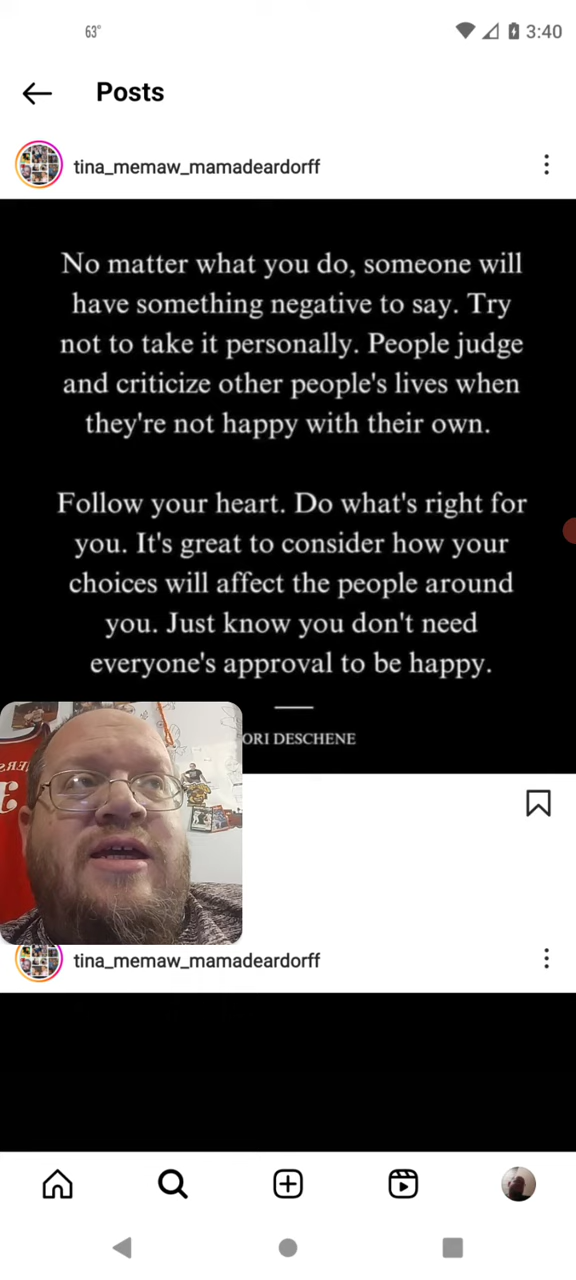 63°
3:40
Posts
tina_memaw_mamadeardorff
No matter what you do, someone will
have something negative to say. Try
not to take it personally. People judge
and criticize other people's lives when
they're not happy with their own.
Follow your heart. Do what's right for
you. It's great to consider how your
choices will affect the people around
you. Just know you don't need
everyone's approval to be happy.
ORI DESCHENE
tina_memaw_mamadeardorff